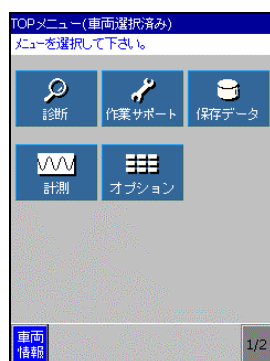 TOPメニュー(車両選択済み)
メニューを選択して下さい。
診断 作業サポート 保存データ
計測 オプション
車両
情報
1/2